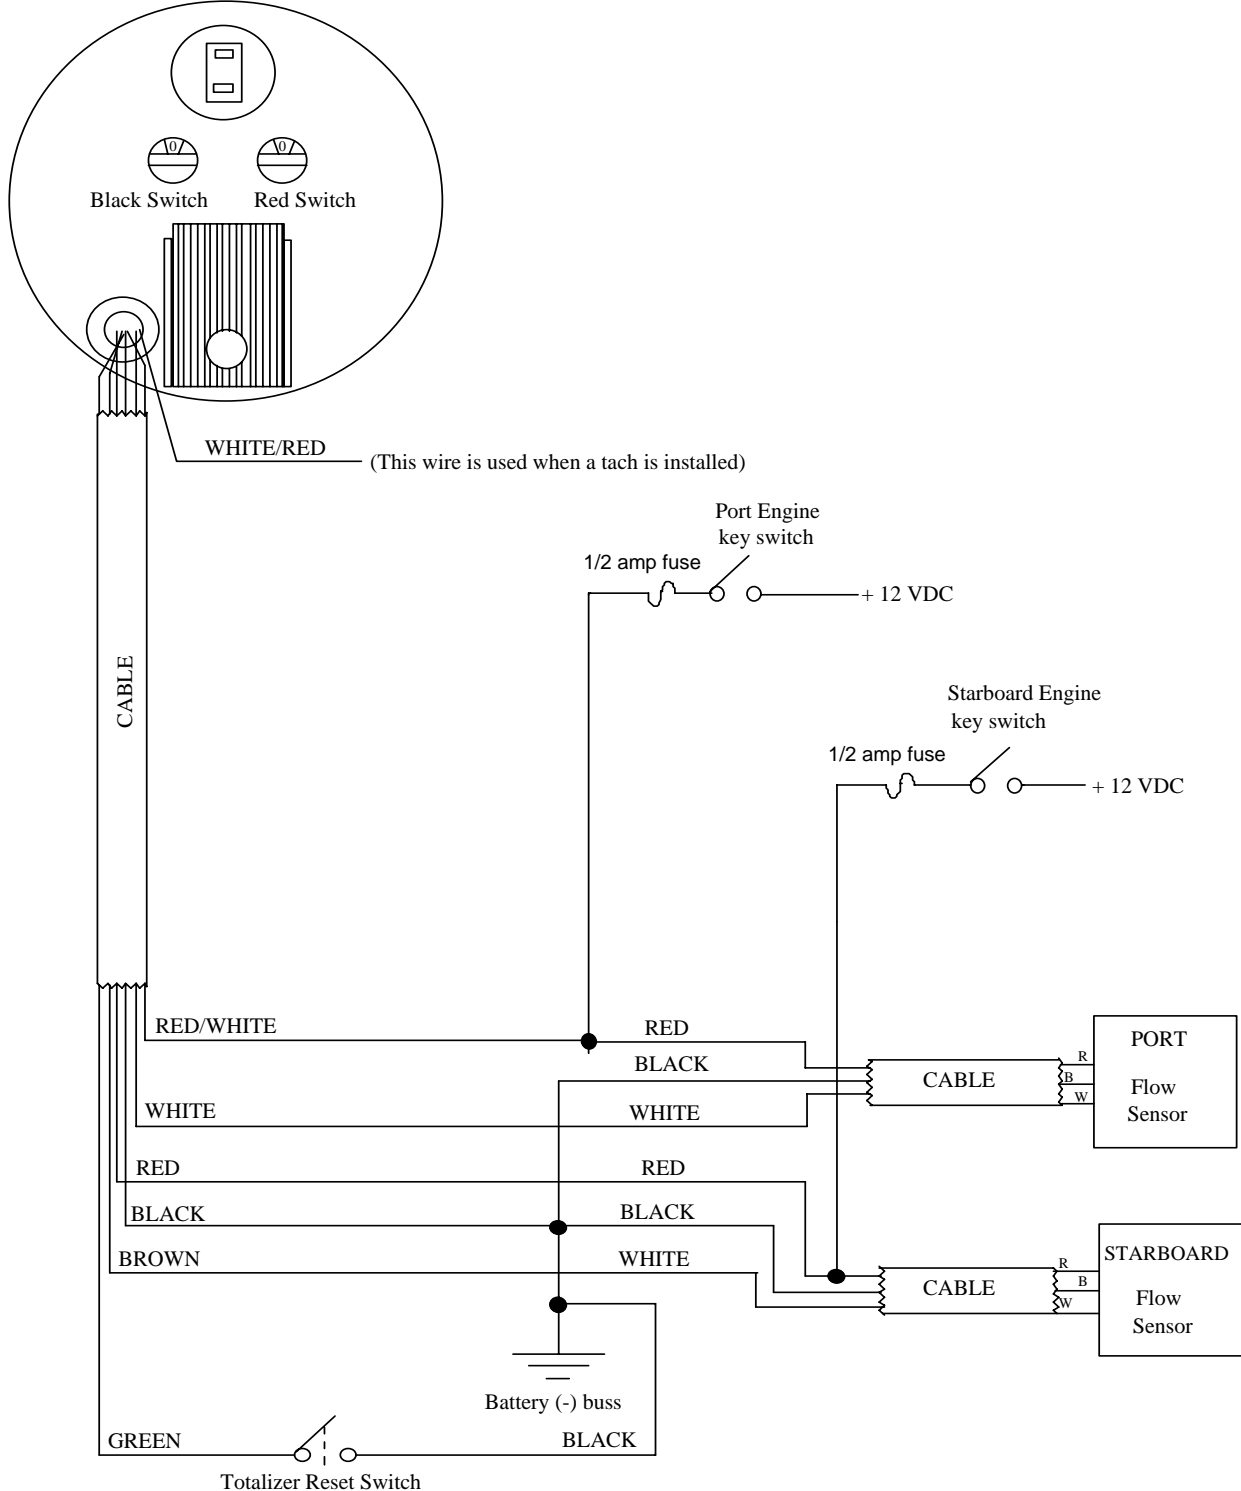 0
0
Black Switch
Red Switch
WHITE/RED
(This wire is used when a tach is installed)
Port Engine
key switch
1/2 amp fuse
+ 12 VDC
CABLE
Starboard Engine
key switch
1/2 amp fuse
+ 12 VDC
RED/WHITE
RED
BLACK
WHITE
WHITE
CABLE
R
B
W
PORT
Flow
Sensor
RED
RED
BLACK
BLACK
BROWN
WHITE
CABLE
R
B
W
STARBOARD
Flow
Sensor
Battery (-) buss
GREEN
BLACK
Totalizer Reset Switch